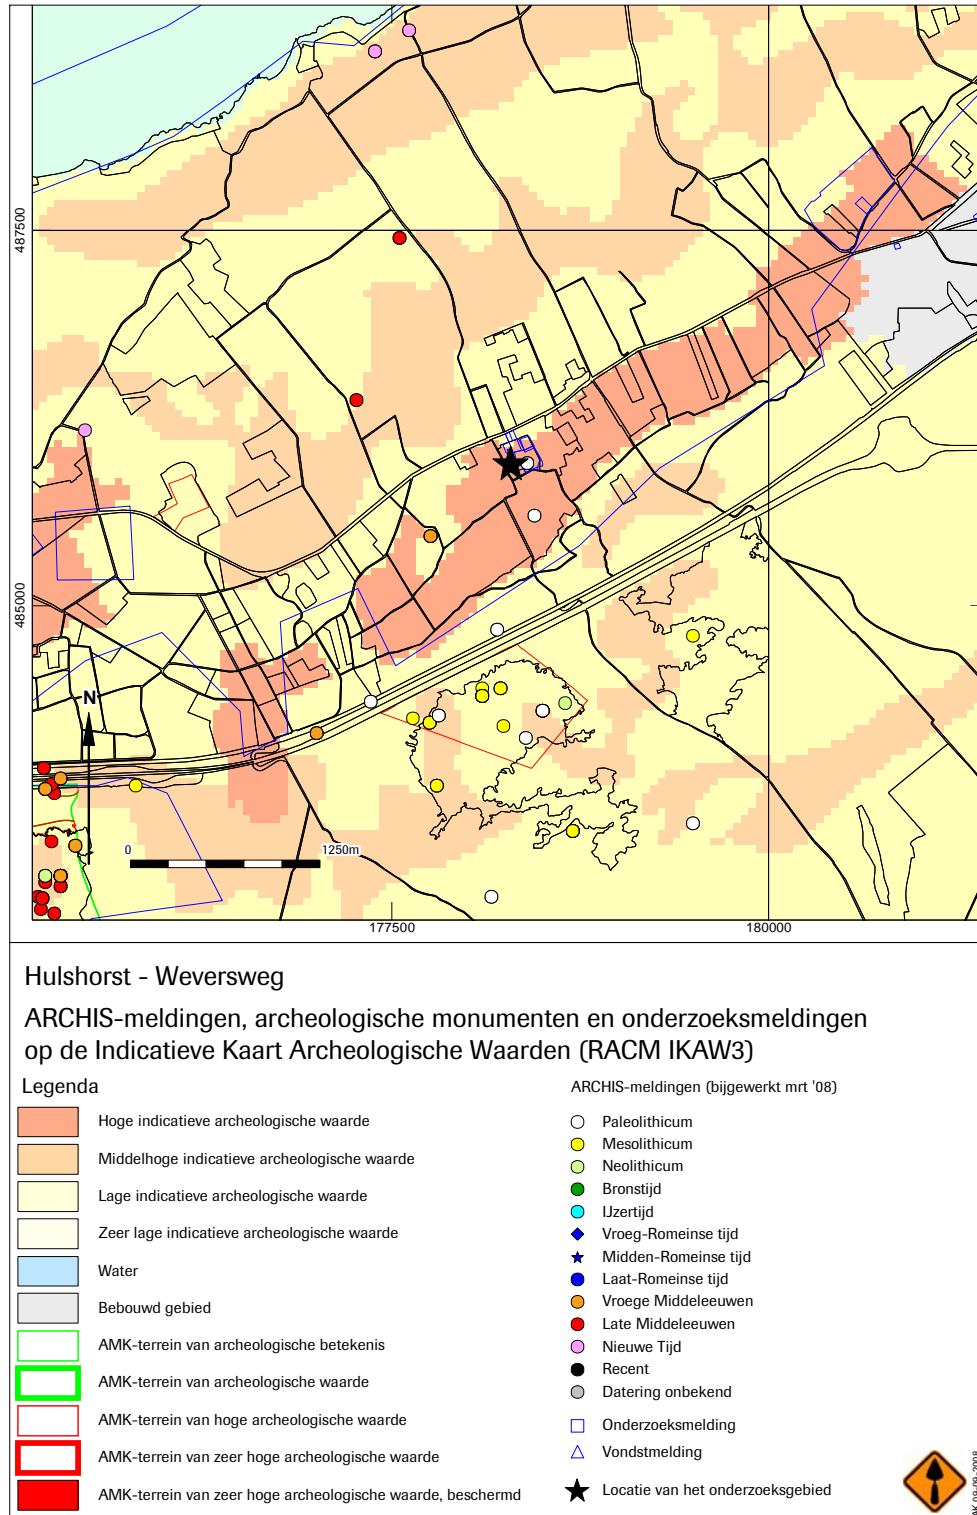 487500
485000
N
0 1250m
177500 180000
Hulshorst - Weversweg
ARCHIS-meldingen, archeologische monumenten en onderzoeksmeldingen
op de Indicatieve Kaart Archeologische Waarden (RACM IKAW3)
Legenda
Hoge indicatieve archeologische waarde
Middelhoge indicatieve archeologische waarde
Lage indicatieve archeologische waarde
Zeer lage indicatieve archeologische waarde
Water
Bebouwd gebied
AMK-terrein van archeologische betekenis
AMK-terrein van archeologische waarde
AMK-terrein van hoge archeologische waarde
AMK-terrein van zeer hoge archeologische waarde
AMK-terrein van zeer hoge archeologische waarde, beschermd
ARCHIS-meldingen (bijgewerkt mrt '08)
Paleolithicum
Mesolithicum
Neolithicum
Bronstijd
IJzertijd
Vroeg-Romeinse tijd
Midden-Romeinse tijd
Laat-Romeinse tijd
Vroege Middeleeuwen
Late Middeleeuwen
Nieuwe Tijd
Recent
Datering onbekend
Onderzoeksmelding
Vondstmelding
Locatie van het onderzoeksgebied
AK 09-09-2008